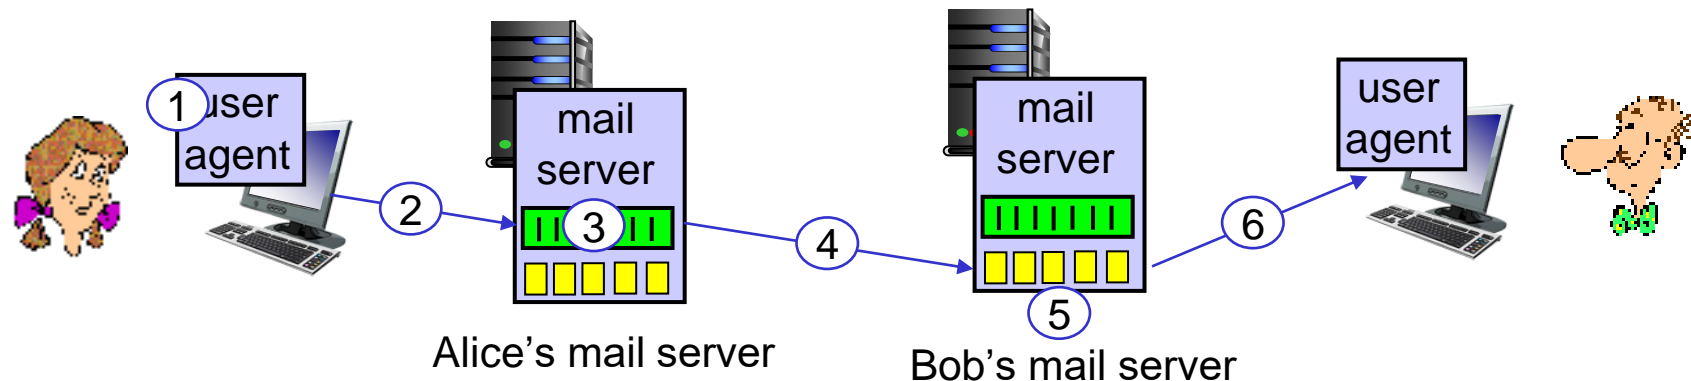 1 user
agent
2
mail
server
3
Alice's mail server
4
mail
server
5
Bob's mail server
6
user
agent